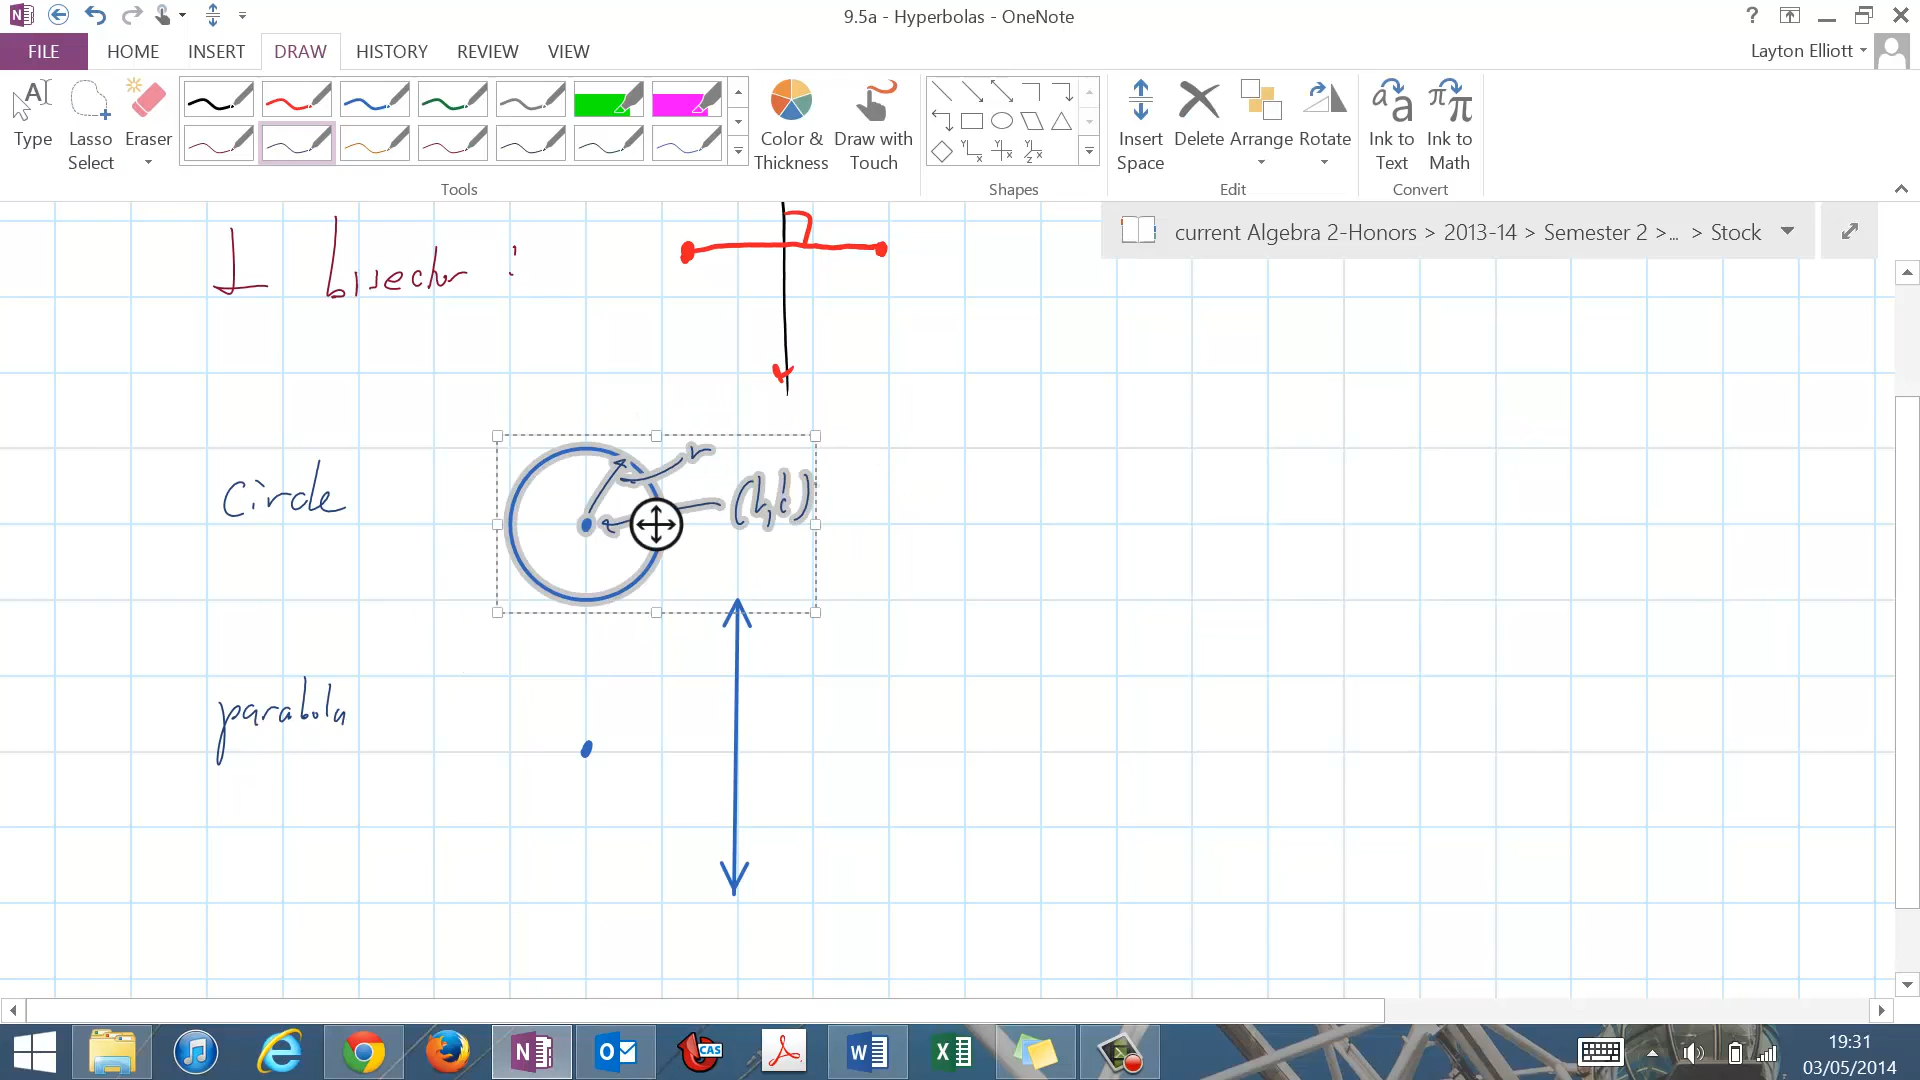 9.5a - Hyperbolas - OneNote
?
FILE HOME INSERT DRAW HISTORY REVIEW VIEW
Layton Elliott
Type
Lasso Select
Eraser
Color & Thickness
Draw with Touch
Insert Space
Delete
Arrange
Rotate
Ink to Text
Ink to Math
Tools
Shapes
Edit
Convert
current Algebra 2-Honors > 2013-14 > Semester 2 >... > Stock
⊥ bisector :
r
Circle
(h,k)
parabola
CAS
19:31
03/05/2014